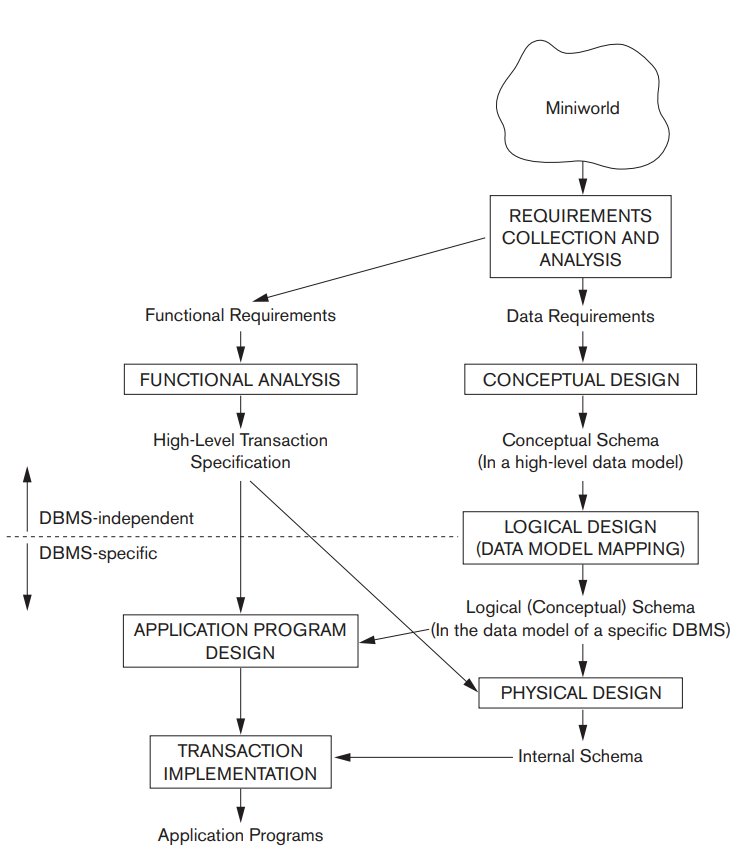 Miniworld
REQUIREMENTS
COLLECTION AND
ANALYSIS
Functional Requirements
Data Requirements
FUNCTIONAL ANALYSIS
CONCEPTUAL DESIGN
High-Level Transaction
Specification
Conceptual Schema
(In a high-level data model)
DBMS-independent
DBMS-specific
LOGICAL DESIGN
(DATA MODEL MAPPING)
Logical (Conceptual) Schema
(In the data model of a specific DBMS)
APPLICATION PROGRAM
DESIGN
PHYSICAL DESIGN
TRANSACTION
IMPLEMENTATION
Internal Schema
Application Programs